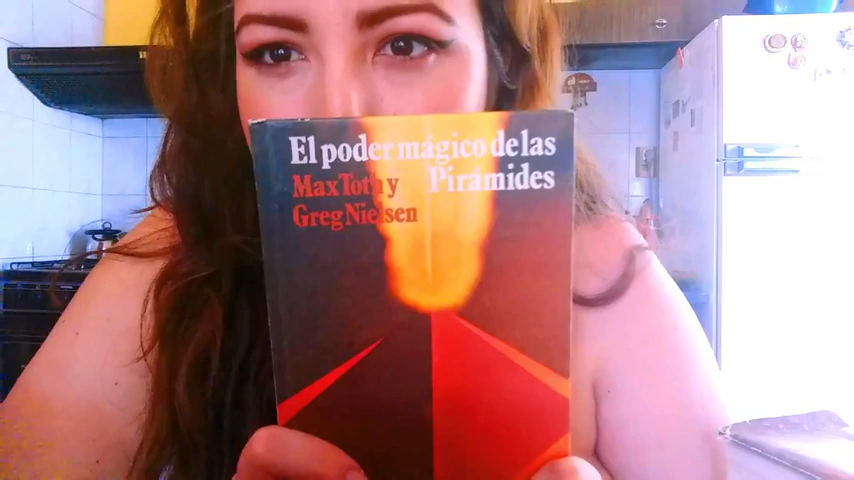 El poder mágico de las
Pirámides
Max Toth y
Greg Nielsen